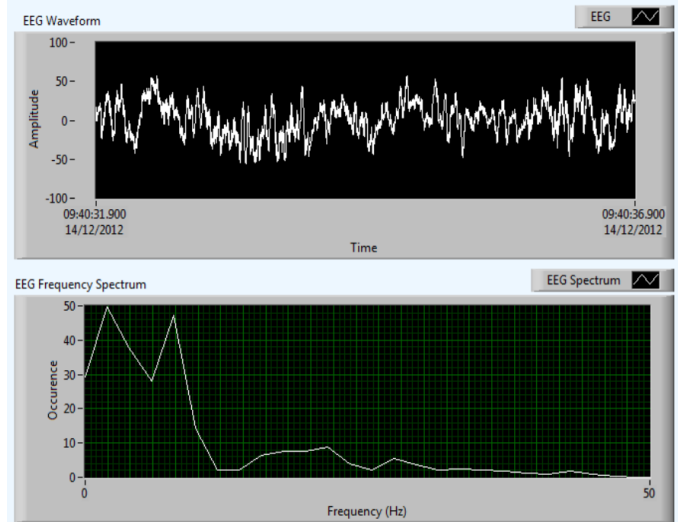 EEG Waveform
EEG
100
50
0
-50
-100
Amplitude
09:40:31.900
14/12/2012
09:40:36.900
14/12/2012
Time
EEG Frequency Spectrum
EEG Spectrum
50
40
30
20
10
0
Occurence
0
50
Frequency (Hz)